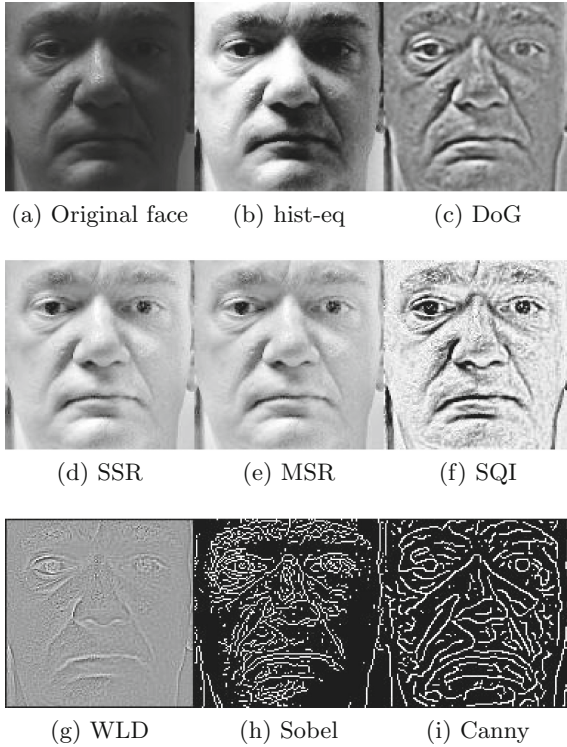 (a) Original face (b) hist-eq (c) DoG
(d) SSR (e) MSR (f) SQI
(g) WLD (h) Sobel (i) Canny